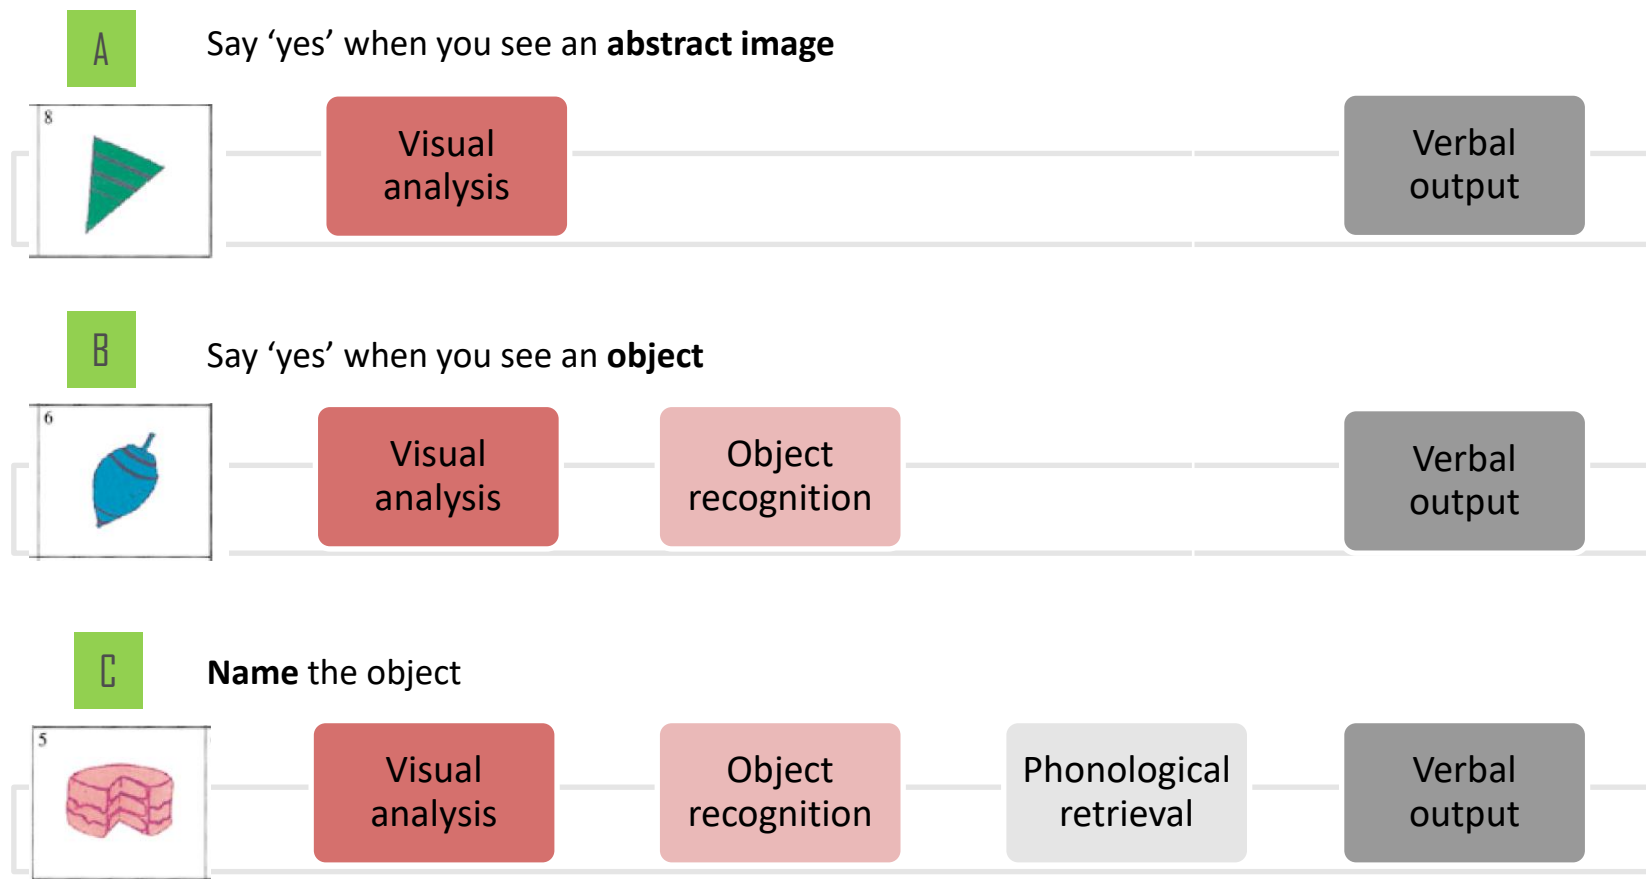 A
Say ‘yes’ when you see an abstract image
8
Visual
analysis
Verbal
output
B
Say ‘yes’ when you see an object
6
Visual
analysis
Object
recognition
Verbal
output
C
Name the object
5
Visual
analysis
Object
recognition
Phonological
retrieval
Verbal
output